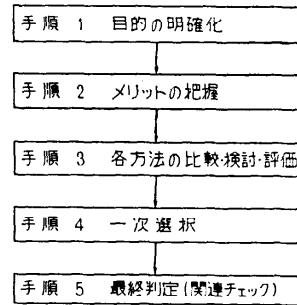 手順 1 目的の明確化
手順 2 メリットの把握
手順 3 各方法の比較・検討・評価
手順 4 一次選択
手順 5 最終判定(関連チェック)